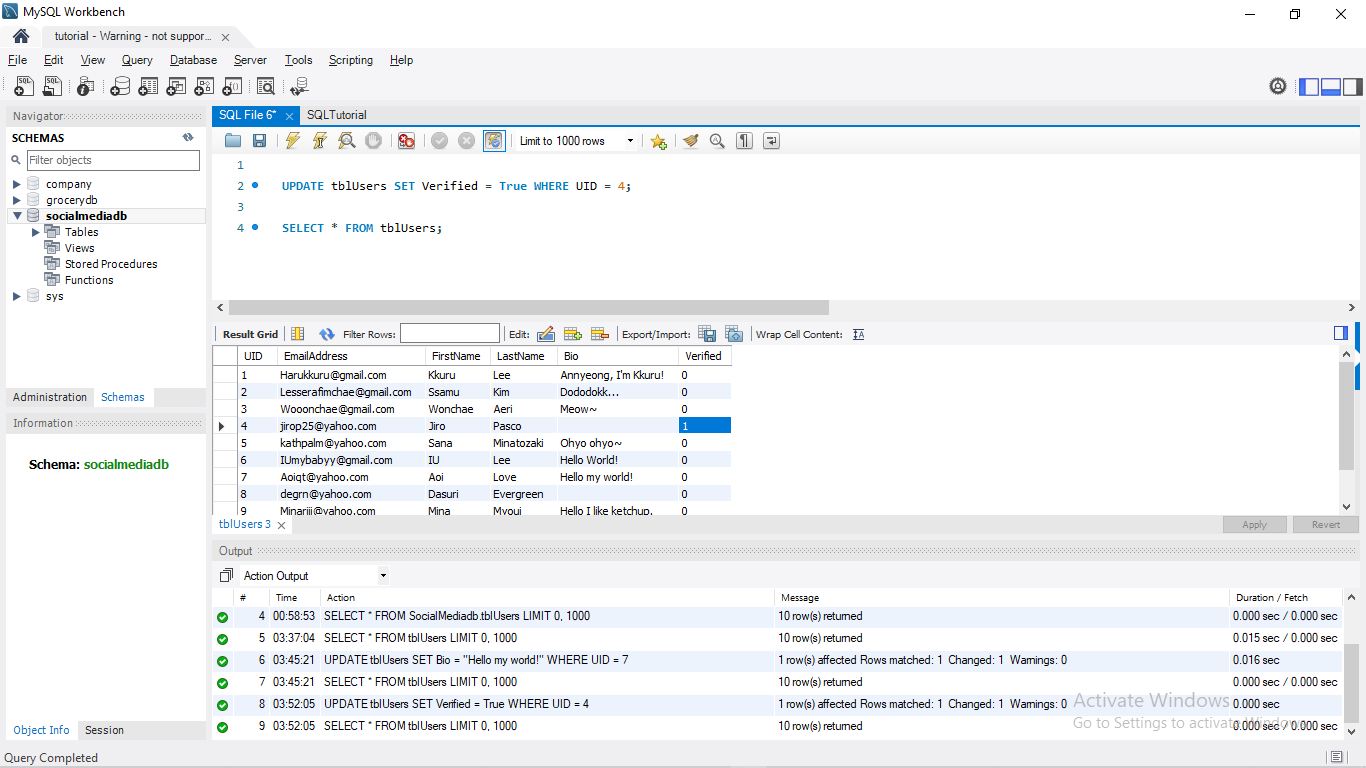 MySQL Workbench
tutorial - Warning - not suppor...
File Edit View Query Database Server Tools Scripting Help
Navigator
SCHEMAS
Filter objects
company
grocerydb
socialmediadb
Tables
Views
Stored Procedures
Functions
sys
Administration Schemas
Information
Schema: socialmediadb
Object Info Session
SQL File 6* SQLTutorial
Limit to 1000 rows
1
2 UPDATE tblUsers SET Verified = True WHERE UID = 4;
3
4 SELECT * FROM tblUsers;
Result Grid Filter Rows: Edit: Export/Import: Wrap Cell Content:
UID EmailAddress FirstName LastName Bio Verified
1 Harukkuru@gmail.com Kkuru Lee Annyeong, I'm Kkuru! 0
2 Lesserafimchae@gmail.com Ssamu Kim Dododokk... 0
3 Wooonchae@gmail.com Wonchae Aeri Meow~ 0
4 jirop25@yahoo.com Jiro Pasco 1
5 kathpalm@yahoo.com Sana Minatozaki Ohyo ohyo~ 0
6 IUmybabyy@gmail.com IU Lee Hello World! 0
7 Aoiqt@yahoo.com Aoi Love Hello my world! 0
8 degrn@yahoo.com Dasuri Evergreen 0
9 Minariii@yahoo.com Mina Myoui Hello I like ketchup. 0
tblUsers 3 Apply Revert
Output
Action Output
# Time Action Message Duration / Fetch
4 00:58:53 SELECT * FROM SocialMediadb.tblUsers LIMIT 0, 1000 10 row(s) returned 0.000 sec / 0.000 sec
5 03:37:04 SELECT * FROM tblUsers LIMIT 0, 1000 10 row(s) returned 0.015 sec / 0.000 sec
6 03:45:21 UPDATE tblUsers SET Bio = "Hello my world!" WHERE UID = 7 1 row(s) affected Rows matched: 1 Changed: 1 Warnings: 0 0.016 sec
7 03:45:21 SELECT * FROM tblUsers LIMIT 0, 1000 10 row(s) returned 0.000 sec / 0.000 sec
8 03:52:05 UPDATE tblUsers SET Verified = True WHERE UID = 4 1 row(s) affected Rows matched: 1 Changed: 1 Warnings: 0 0.000 sec
9 03:52:05 SELECT * FROM tblUsers LIMIT 0, 1000 10 row(s) returned 0.000 sec / 0.000 sec
Activate Windows
Go to Settings to activate Windows.
Query Completed